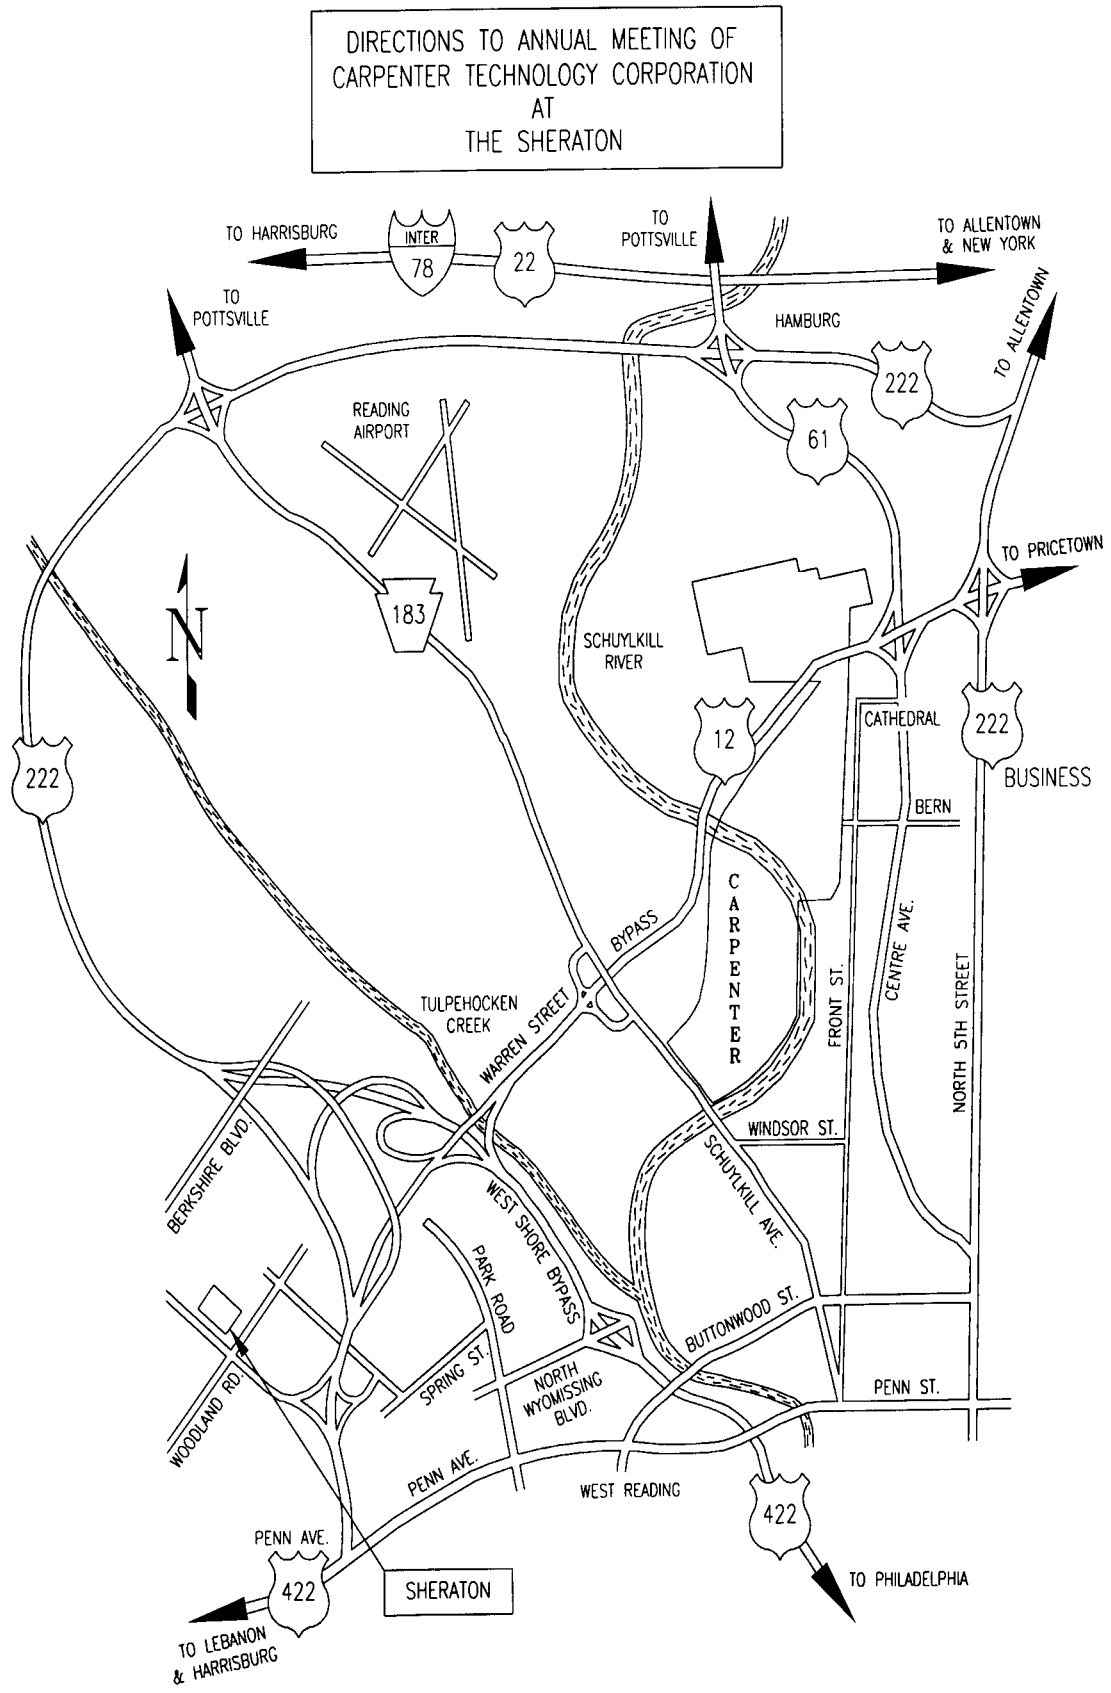 DIRECTIONS TO ANNUAL MEETING OF
CARPENTER TECHNOLOGY CORPORATION
AT
THE SHERATON
TO HARRISBURG
INTER
78
22
TO
POTTSVILLE
TO ALLENTOWN
& NEW YORK
TO
POTTSVILLE
HAMBURG
TO ALLENTOWN
222
READING
AIRPORT
61
TO PRICETOWN
183
N
SCHUYLKILL
RIVER
CATHEDRAL
12
222
BUSINESS
222
BERN
CARPENTER
BYPASS
CENTRE AVE.
FRONT ST.
NORTH 5TH STREET
TULPEHOCKEN
CREEK
WARREN STREET
WINDSOR ST.
BERKSHIRE BLVD.
SCHUYLKILL AVE.
WEST SHORE BYPASS
PARK ROAD
BUTTONWOOD ST.
SPRING ST.
NORTH
WYOMISSING
BLVD.
PENN ST.
WOODLAND RD.
PENN AVE.
WEST READING
422
PENN AVE.
422
SHERATON
TO PHILADELPHIA
TO LEBANON
& HARRISBURG